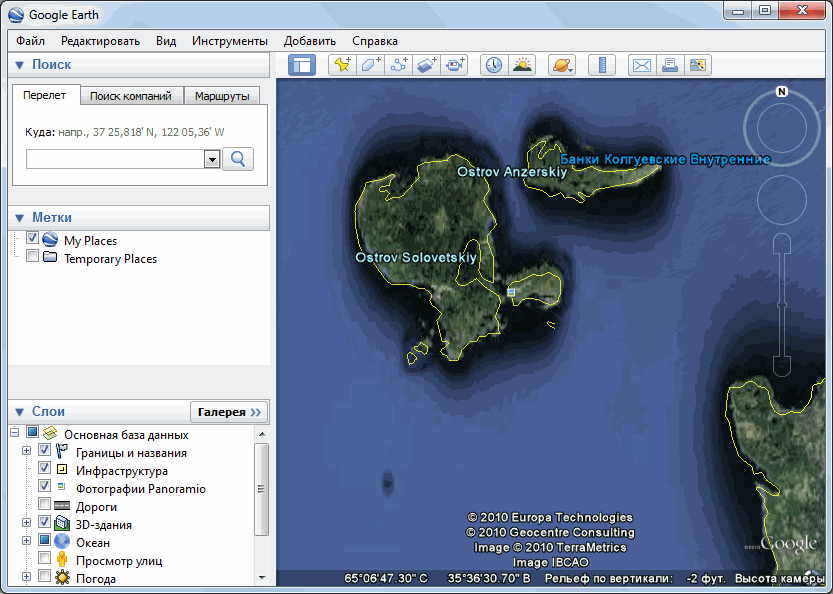 Google Earth
Файл Редактировать Вид Инструменты Добавить Справка
Поиск
Перелет Поиск компаний Маршруты
Куда: напр., 37 25,818' N, 122 05,36' W
Метки
My Places
Temporary Places
Слои Галерея >>
Основная база данных
Границы и названия
Инфраструктура
Фотографии Panoramio
Дороги
3D-здания
Океан
Просмотр улиц
Погода
N
Банки Колгуевские Внутренние
Ostrov Anzerskiy
Ostrov Solovetskiy
© 2010 Europa Technologies
© 2010 Geocentre Consulting
Image © 2010 TerraMetrics
Image IBCAO
©2010 Google
65°06'47.30" С 35°36'30.70" В Рельеф по вертикали: -2 фут. Высота камеры